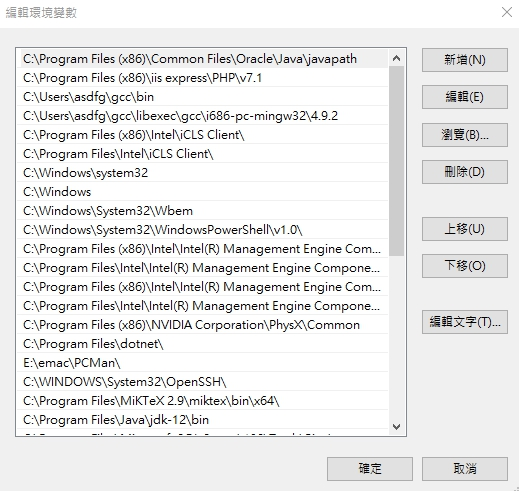 編輯環境變數
C:\Program Files (x86)\Common Files\Oracle\Java\javapath
C:\Program Files (x86)\iis express\PHP\v7.1
C:\Users\asdfg\gcc\bin
C:\Users\asdfg\gcc\libexec\gcc\i686-pc-mingw32\4.9.2
C:\Program Files (x86)\Intel\iCLS Client\
C:\Program Files\Intel\iCLS Client\
C:\Windows\system32
C:\Windows
C:\Windows\System32\Wbem
C:\Windows\System32\WindowsPowerShell\v1.0\
C:\Program Files (x86)\Intel\Intel(R) Management Engine Com...
C:\Program Files\Intel\Intel(R) Management Engine Compone...
C:\Program Files (x86)\Intel\Intel(R) Management Engine Com...
C:\Program Files\Intel\Intel(R) Management Engine Compone...
C:\Program Files (x86)\NVIDIA Corporation\PhysX\Common
C:\Program Files\dotnet\
E:\emac\PCMan\
C:\WINDOWS\System32\OpenSSH\
C:\Program Files\MiKTeX 2.9\miktex\bin\x64\
C:\Program Files\Java\jdk-12\bin
新增(N)
編輯(E)
瀏覽(B)...
刪除(D)
上移(U)
下移(O)
編輯文字(T)...
確定
取消